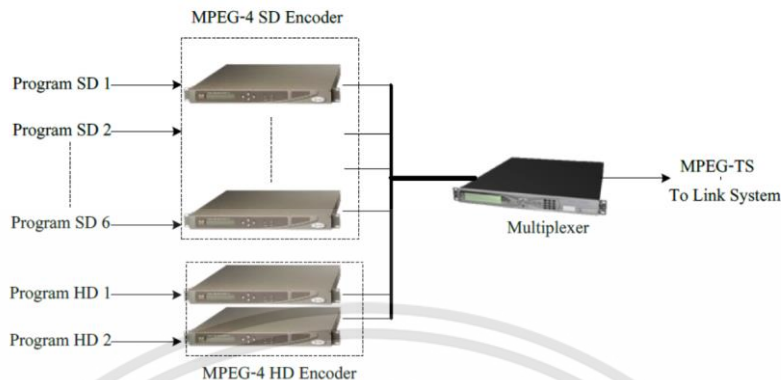 MPEG-4 SD Encoder
Program SD 1
Program SD 2
Program SD 6
Program HD 1
Program HD 2
MPEG-4 HD Encoder
Multiplexer
MPEG-TS
To Link System